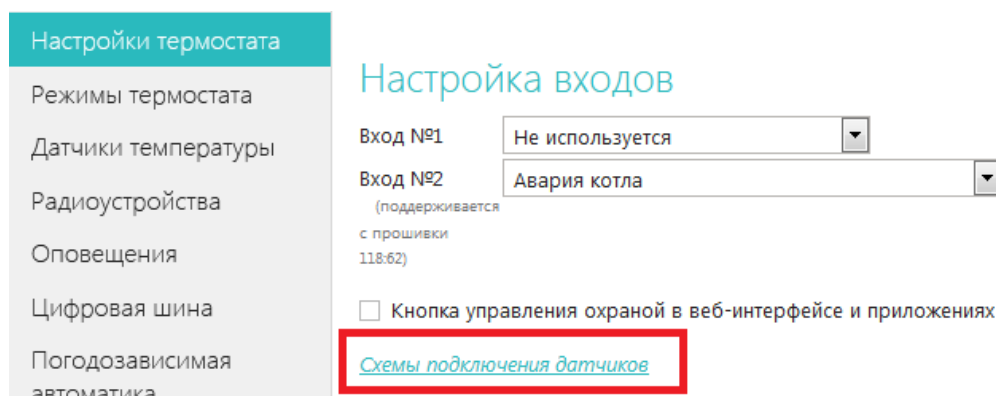 Настройки термостата
Режимы термостата
Датчики температуры
Радиоустройства
Оповещения
Цифровая шина
Погодозависимая
автоматика
Настройка входов
Вход №1 Не используется
Вход №2 Авария котла
(поддерживается
с прошивки
118:62)
Кнопка управления охраной в веб-интерфейсе и приложениях
Схемы подключения датчиков